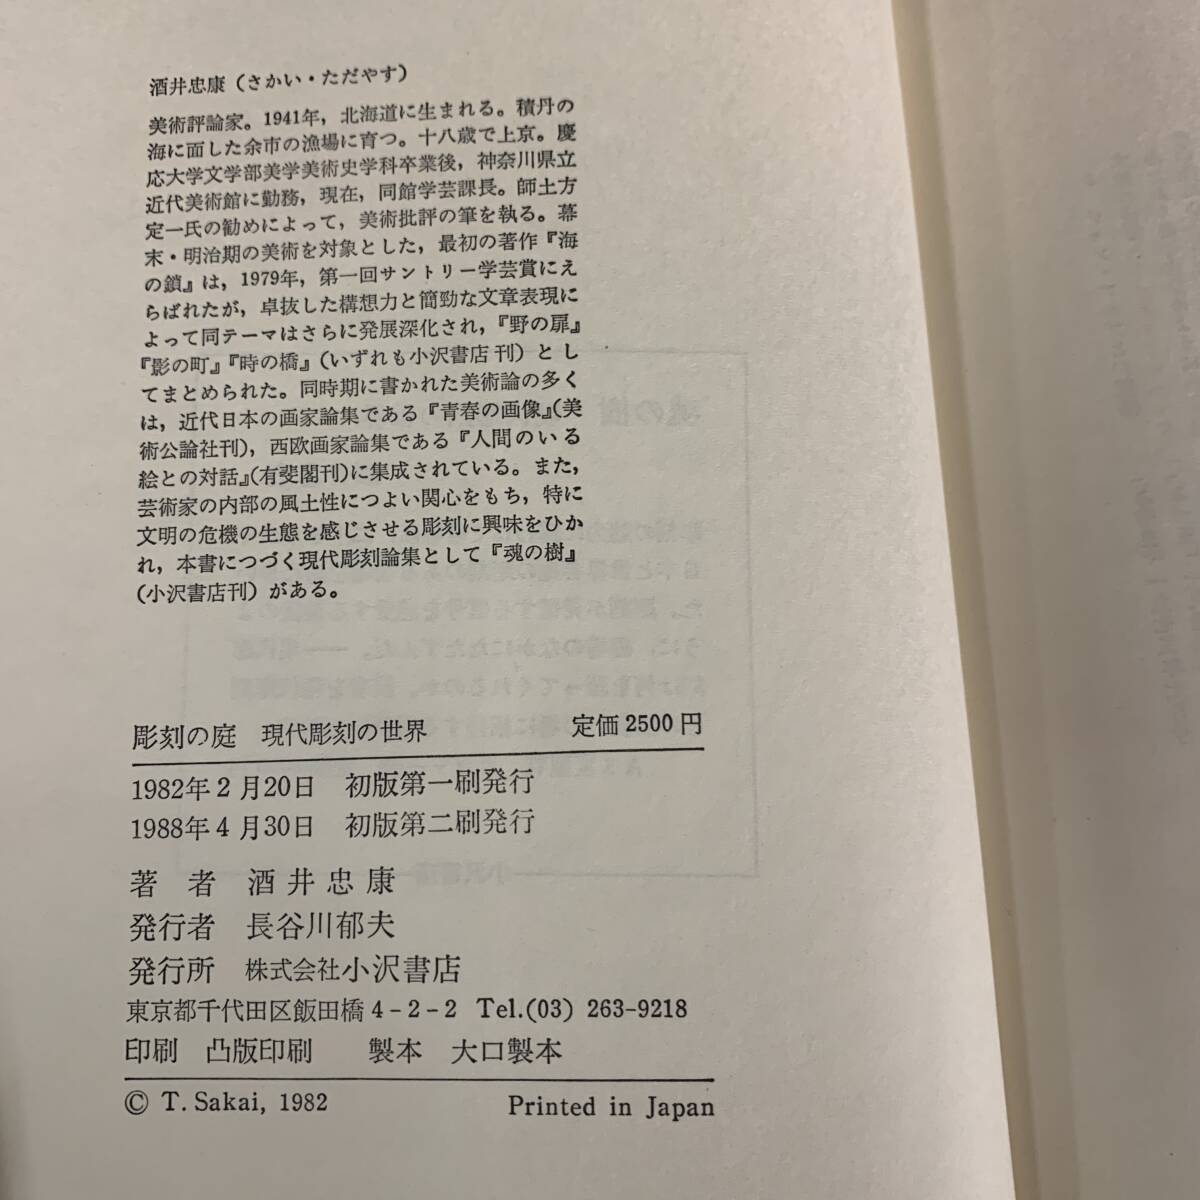 酒井忠康（さかい・ただやす）
美術評論家。1941年，北海道に生まれる。積丹の
海に面した余市の漁場に育つ。十八歳で上京。慶
応大学文学部美学美術史学科卒業後，神奈川県立
近代美術館に勤務，現在，同館学芸課長。師土方
定一氏の勧めによって，美術批評の筆を執る。幕
末・明治期の美術を対象とした，最初の著作『海
の鎖』は，1979年，第一回サントリー学芸賞にえ
らばれたが，卓抜した構想力と簡勁な文章表現に
よって同テーマはさらに発展深化され，『野の扉』
『影の町』『時の橋』（いずれも小沢書店刊）とし
てまとめられた。同時期に書かれた美術論の多く
は，近代日本の画家論集である『青春の画像』（美
術公論社刊），西欧画家論集である『人間のいる
絵との対話』（有斐閣刊）に集成されている。また，
芸術家の内部の風土性につよい関心をもち，特に
文明の危機の生態を感じさせる彫刻に興味をひか
れ，本書につづく現代彫刻論集として『魂の樹』
（小沢書店刊）がある。
彫刻の庭　現代彫刻の世界　定価2500円
1982年2月20日　初版第一刷発行
1988年4月30日　初版第二刷発行
著者　酒井忠康
発行者　長谷川郁夫
発行所　株式会社小沢書店
東京都千代田区飯田橋4-2-2 Tel.(03) 263-9218
印刷　凸版印刷　製本　大口製本
© T. Sakai, 1982　Printed in Japan